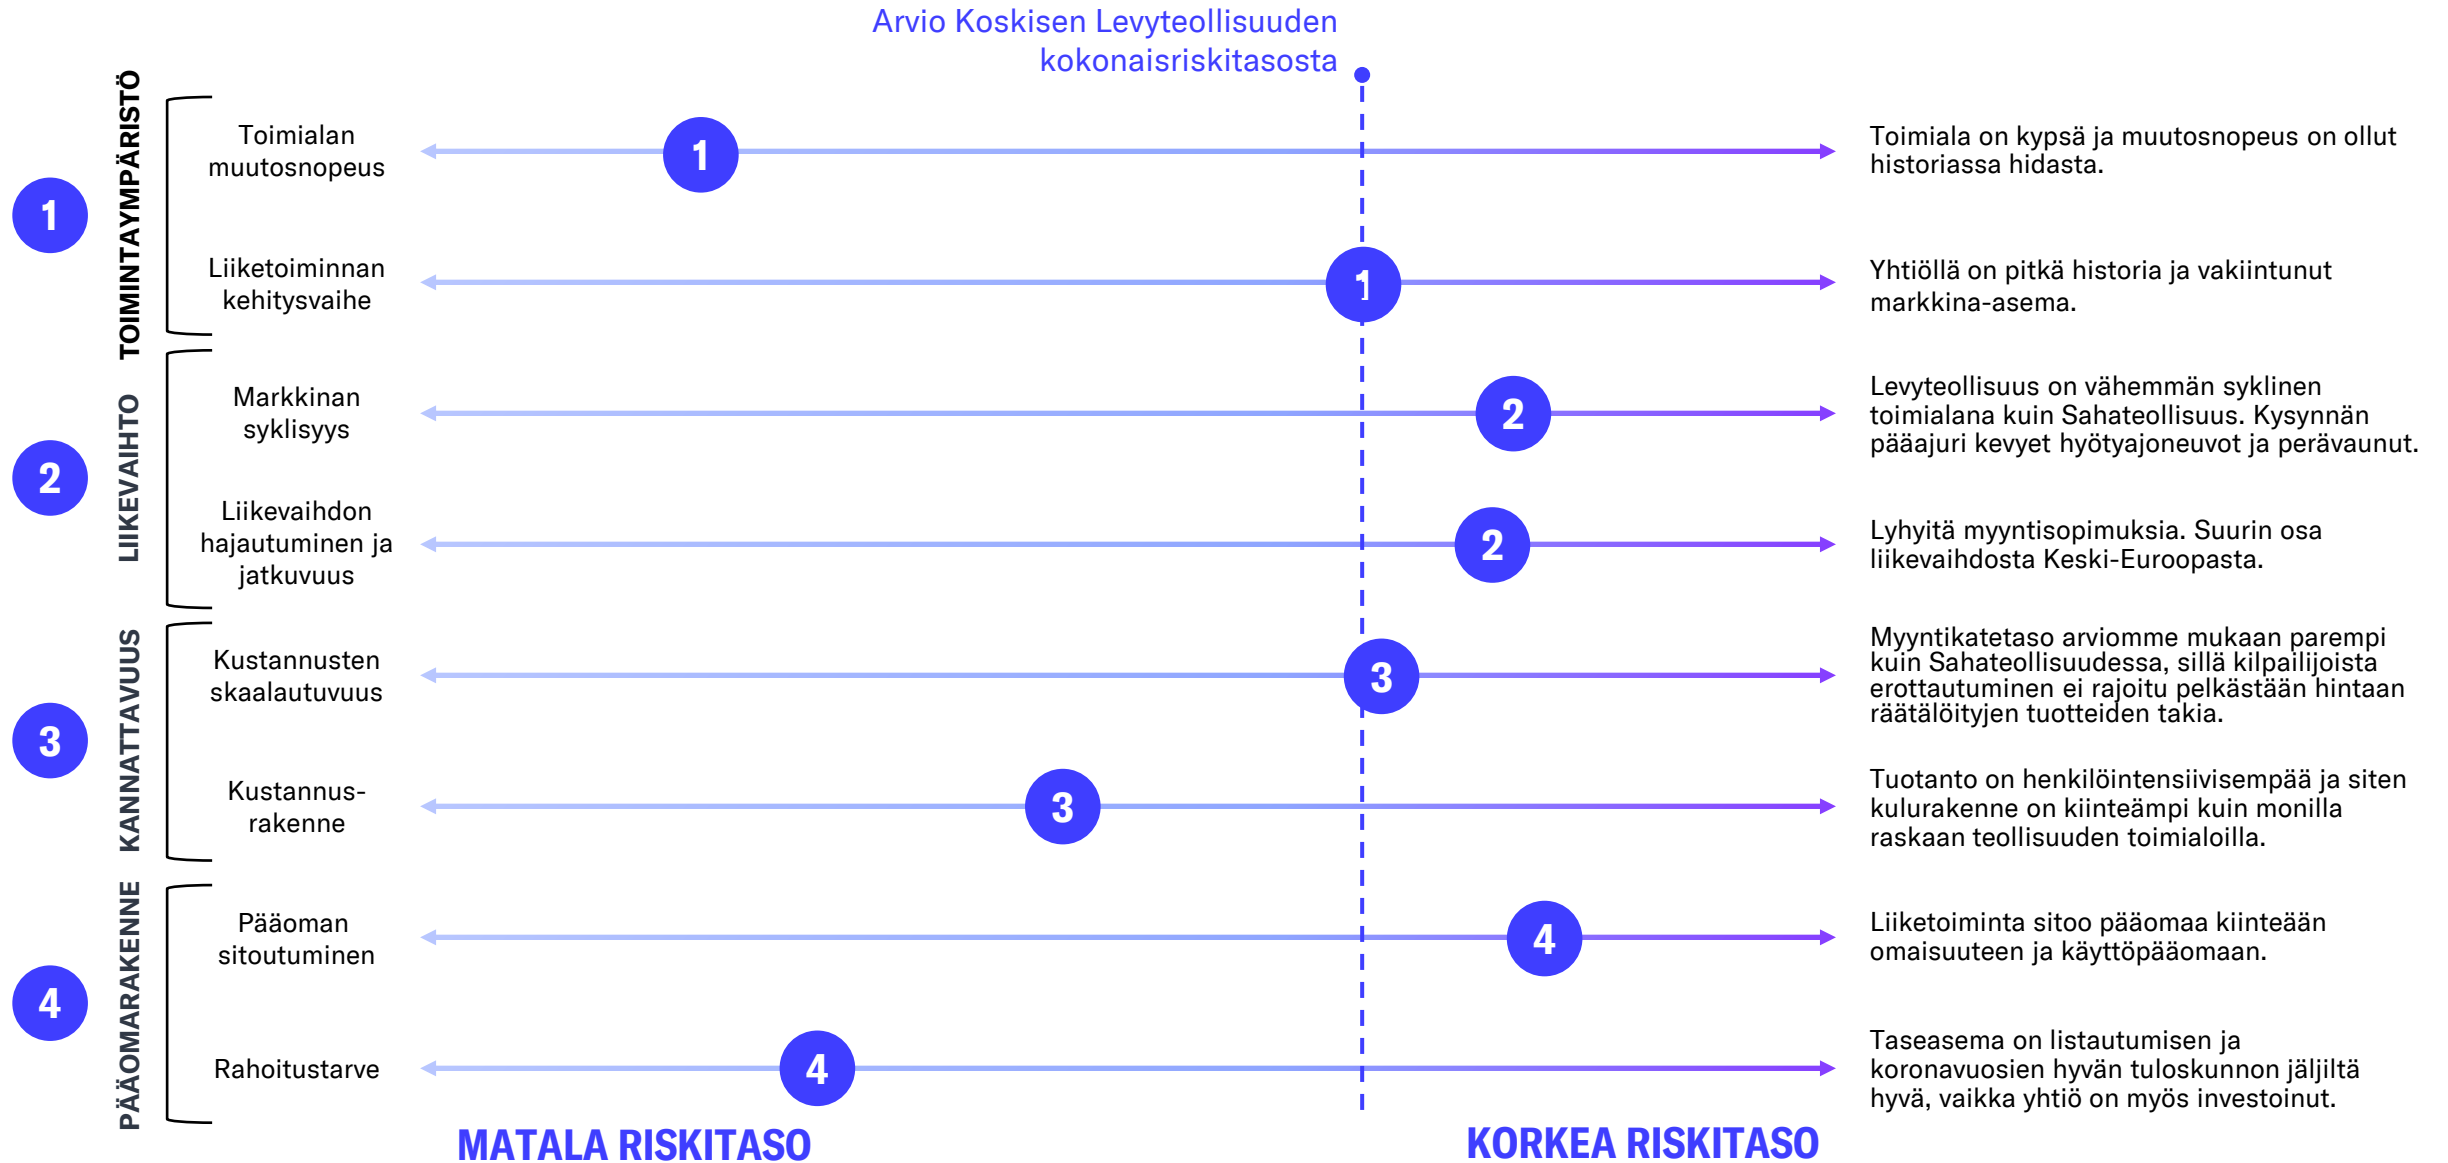 Arvio Koskisen Levyteollisuuden
kokonaisriskitasosta
1
TOIMINTAYMPÄRISTÖ
Toimialan
muutosnopeus
1
Toimiala on kypsä ja muutosnopeus on ollut
historiassa hidasta.
Liiketoiminnan
kehitysvaihe
1
Yhtiöllä on pitkä historia ja vakiintunut
markkina-asema.
2
LIIKEVAIHTO
Markkinan
syklisyys
2
Levyteollisuus on vähemmän syklinen
toimialana kuin Sahateollisuus. Kysynnän
pääajuri kevyet hyötyajoneuvot ja perävaunut.
Liikevaihdon
hajautuminen ja
jatkuvuus
2
Lyhyitä myyntisopimuksia. Suurin osa
liikevaihdosta Keski-Euroopasta.
3
KANNATTAVUUS
Kustannusten
skaalautuvuus
3
Myyntikatetaso arviomme mukaan parempi
kuin Sahateollisuudessa, sillä kilpailijoista
erottautuminen ei rajoitu pelkästään hintaan
räätälöityjen tuotteiden takia.
Kustannus-
rakenne
3
Tuotanto on henkilöintensiivisempää ja siten
kulurakenne on kiinteämpi kuin monilla
raskaan teollisuuden toimialoilla.
4
PÄÄOMARAKENNE
Pääoman
sitoutuminen
4
Liiketoiminta sitoo pääomaa kiinteään
omaisuuteen ja käyttöpääomaan.
Rahoitustarve
4
Taseasema on listautumisen ja
koronavuosien hyvän tuloskunnon jäljiltä
hyvä, vaikka yhtiö on myös investoinut.
MATALA RISKITASO
KORKEA RISKITASO